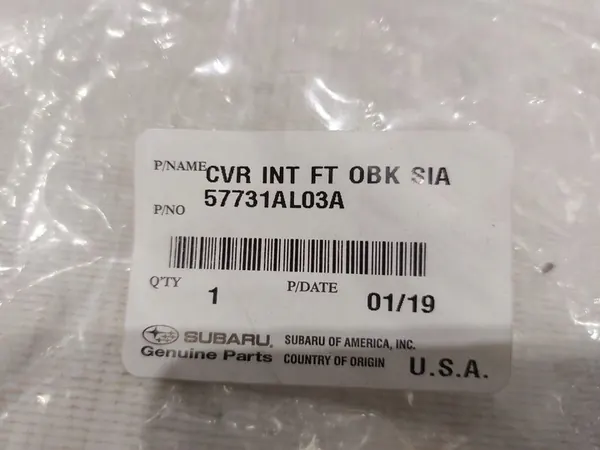 P/NAME CVR INT FT OBK SIA
P/NO 57731AL03A
Q'TY 1 P/DATE 01/19
SUBARU. SUBARU OF AMERICA, INC.
Genuine Parts COUNTRY OF ORIGIN U.S.A.